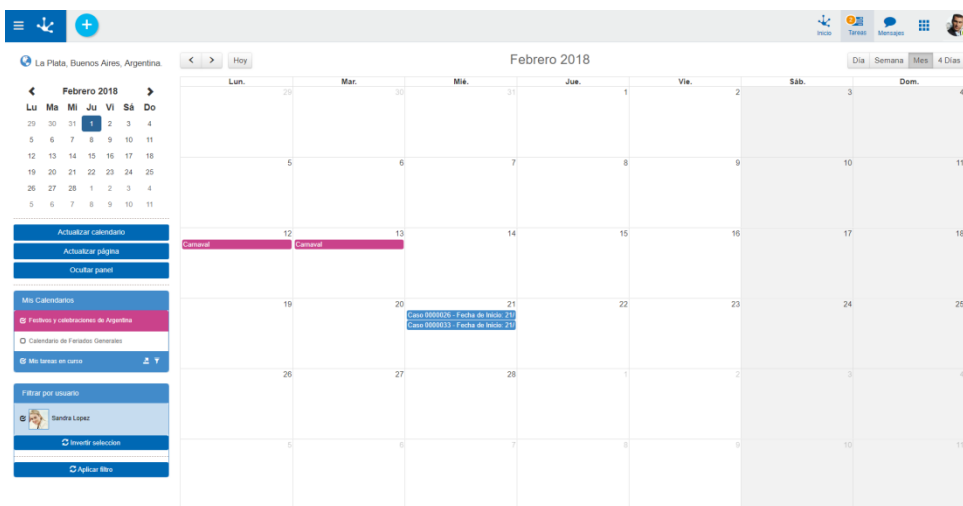 Inicio
2
Tareas
Mensajes
La Plata, Buenos Aires, Argentina.
< > Hoy
Febrero 2018
Día Semana Mes 4 Días
Febrero 2018
Lu Ma Mi Ju Vi Sá Do
29 30 31 1 2 3 4
5 6 7 8 9 10 11
12 13 14 15 16 17 18
19 20 21 22 23 24 25
26 27 28 1 2 3 4
5 6 7 8 9 10 11
Actualizar calendario
Actualizar página
Ocultar panel
Mis Calendarios
Festivos y celebraciones de Argentina
Calendario de Feriados Generales
Mis tareas en curso
Filtrar por usuario
Sandra Lopez
Invertir seleccion
Aplicar filtro
Lun. Mar. Mié. Jue. Vie. Sáb. Dom.
29 30 31 1 2 3 4
5 6 7 8 9 10 11
12 13 14 15 16 17 18
Carnaval Carnaval
19 20 21 22 23 24 25
Caso 0000026 - Fecha de Inicio: 21/
Caso 0000033 - Fecha de Inicio: 21/
26 27 28 1 2 3 4
5 6 7 8 9 10 11